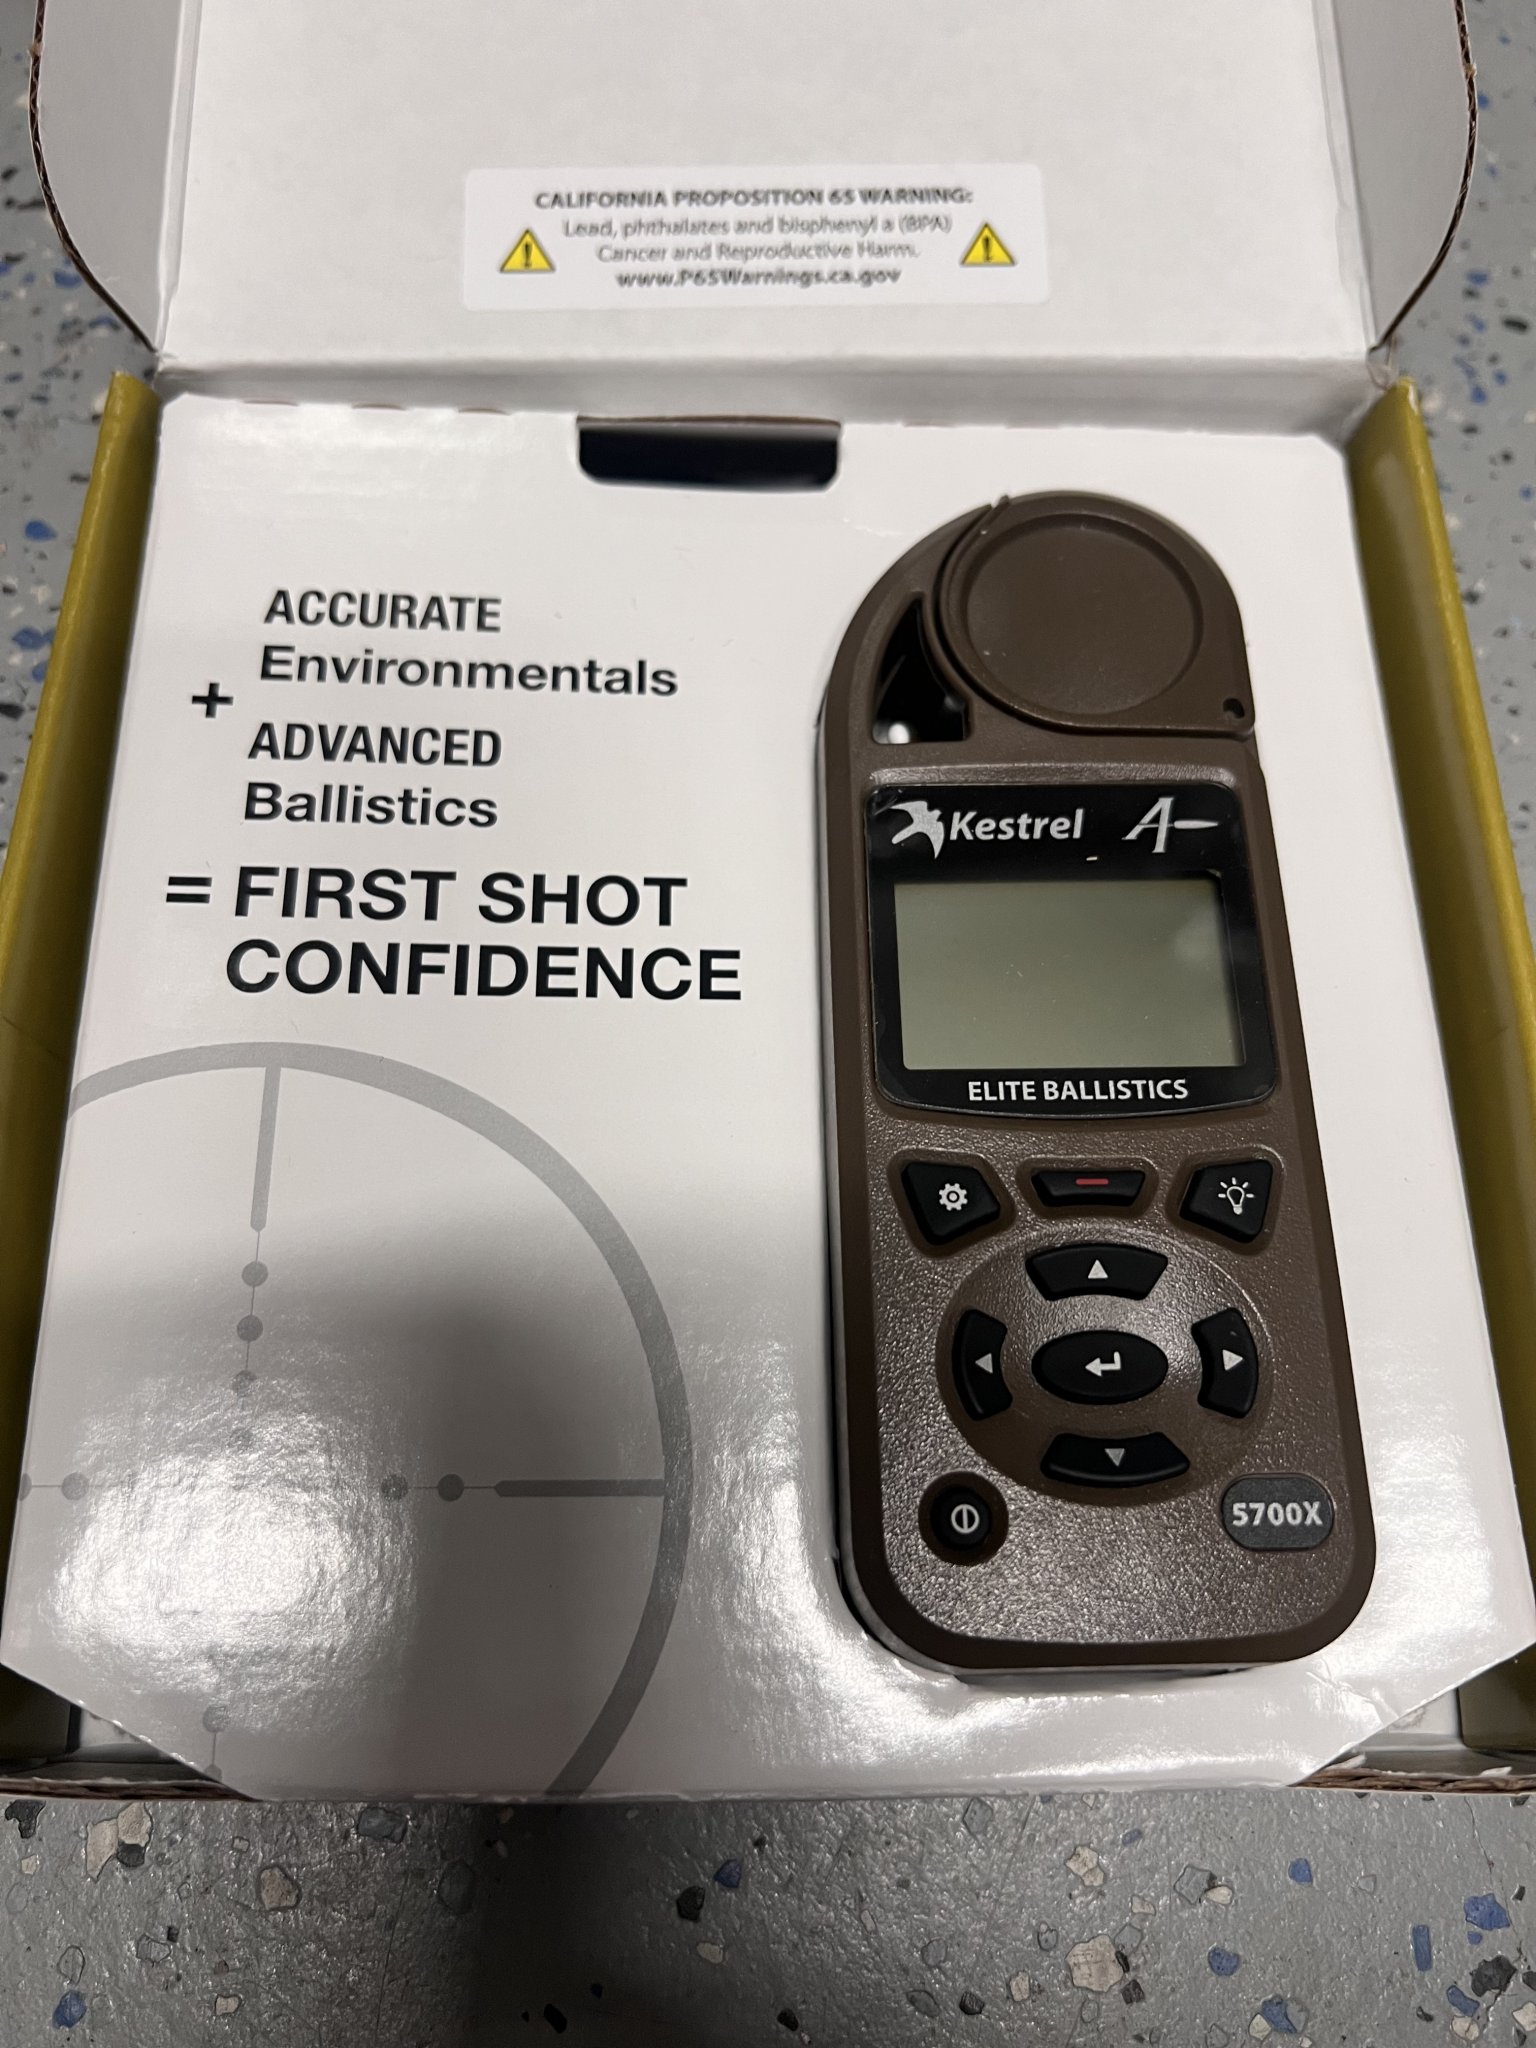 CALIFORNIA PROPOSITION 65 WARNING:
Lead, phthalates and bisphenyl a (BPA)
Cancer and Reproductive Harm.
www.P65Warnings.ca.gov
ACCURATE
Environmentals
+
ADVANCED
Ballistics
= FIRST SHOT
CONFIDENCE
Kestrel A
ELITE BALLISTICS
5700X